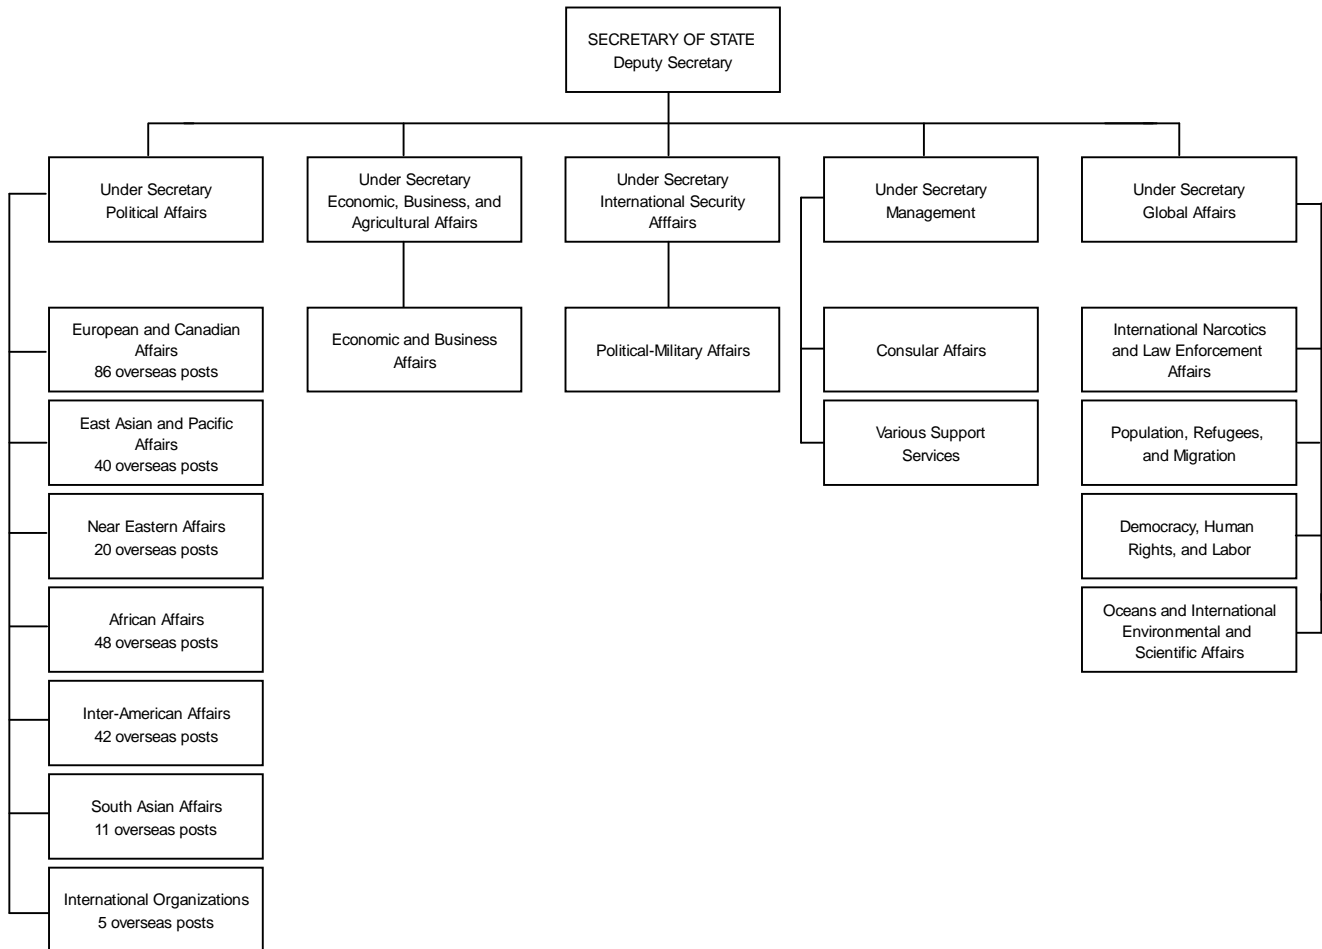 SECRETARY OF STATE
Deputy Secretary
Under Secretary
Political Affairs
Under Secretary
Economic, Business, and
Agricultural Affairs
Under Secretary
International Security
Afffairs
Under Secretary
Management
Under Secretary
Global Affairs
European and Canadian
Affairs
86 overseas posts
East Asian and Pacific
Affairs
40 overseas posts
Near Eastern Affairs
20 overseas posts
African Affairs
48 overseas posts
Inter-American Affairs
42 overseas posts
South Asian Affairs
11 overseas posts
International Organizations
5 overseas posts
Economic and Business
Affairs
Political-Military Affairs
Consular Affairs
Various Support
Services
International Narcotics
and Law Enforcement
Affairs
Population, Refugees,
and Migration
Democracy, Human
Rights, and Labor
Oceans and International
Environmental and
Scientific Affairs